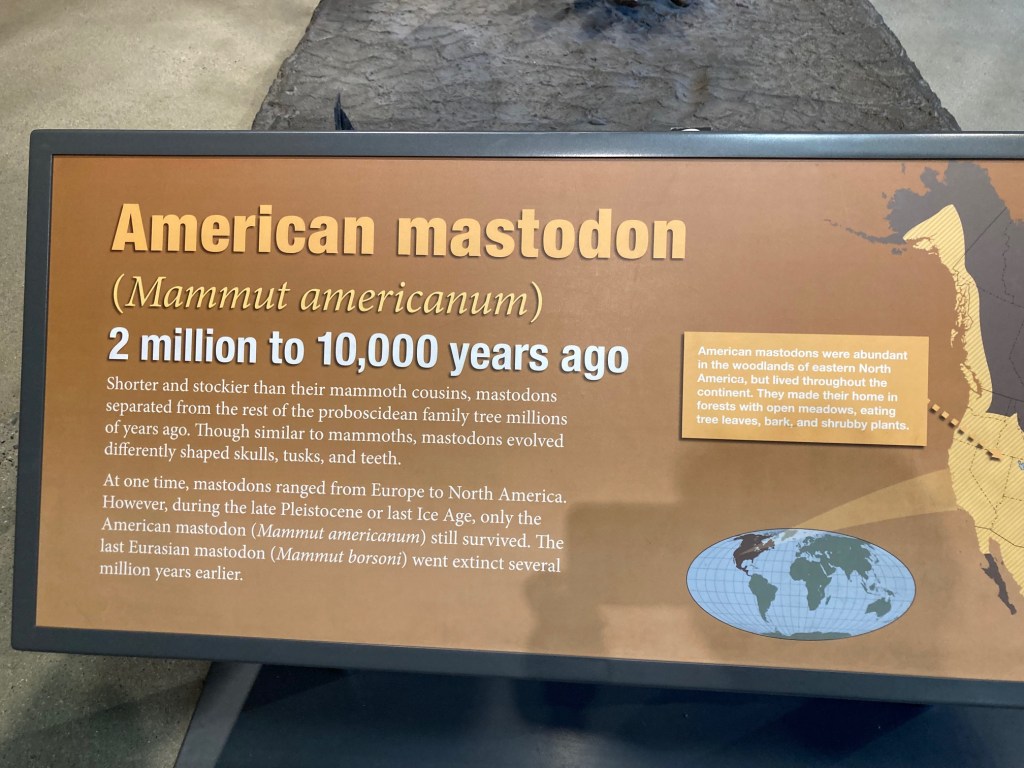 American mastodon
(Mammut americanum)
2 million to 10,000 years ago
Shorter and stockier than their mammoth cousins, mastodons
separated from the rest of the proboscidean family tree millions
of years ago. Though similar to mammoths, mastodons evolved
differently shaped skulls, tusks, and teeth.
At one time, mastodons ranged from Europe to North America.
However, during the late Pleistocene or last Ice Age, only the
American mastodon (Mammut americanum) still survived. The
last Eurasian mastodon (Mammut borsoni) went extinct several
million years earlier.
American mastodons were abundant
in the woodlands of eastern North
America, but lived throughout the
continent. They made their home in
forests with open meadows, eating
tree leaves, bark, and shrubby plants.